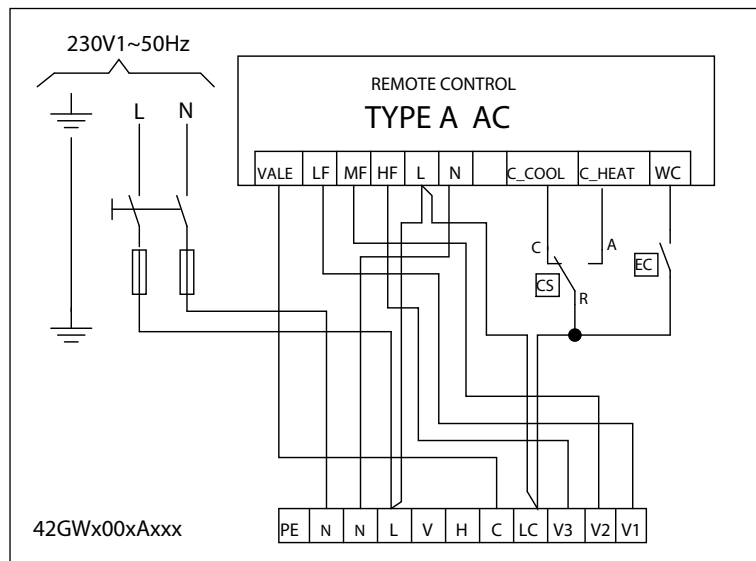 230V1~50Hz
L N
REMOTE CONTROL
TYPE A AC
VALE LF MF HF L N C_COOL C_HEAT WC
C A
CS R
EC
42GWx00xAxxx
PE N N L V H C LC V3 V2 V1